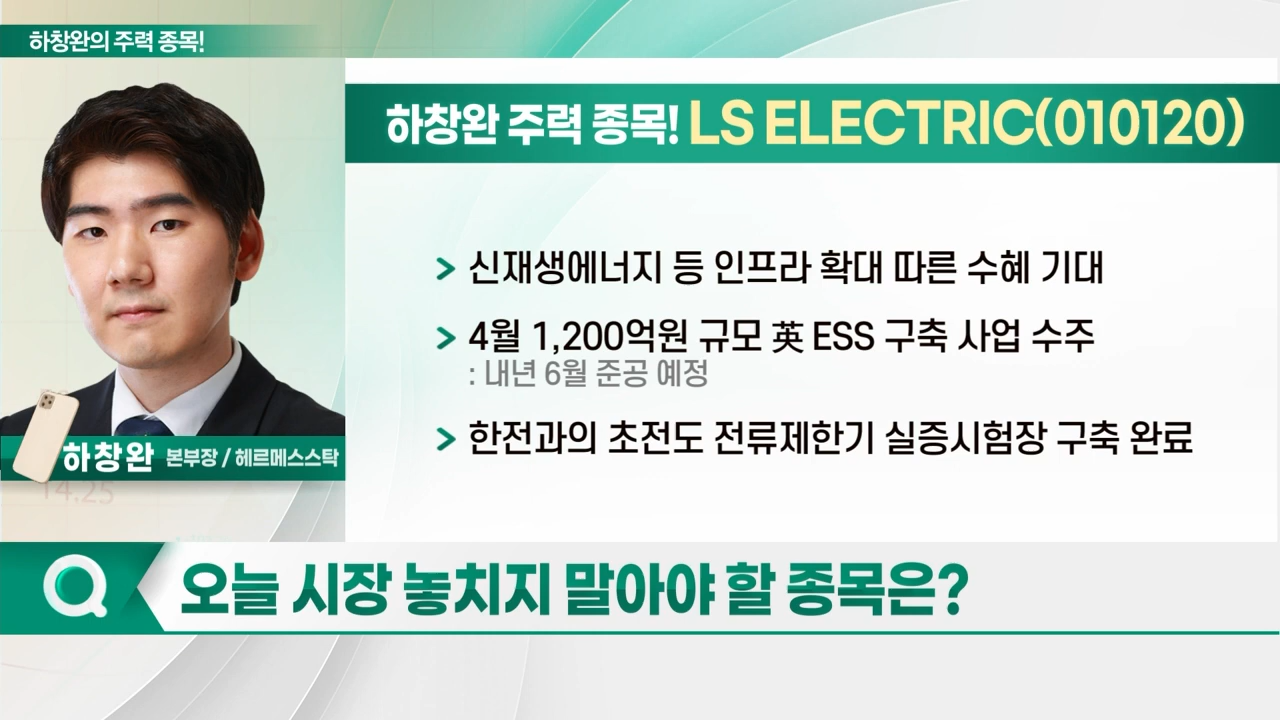 하창완의 주력 종목!
하창완 주력 종목! LS ELECTRIC(010120)
> 신재생에너지 등 인프라 확대 따른 수혜 기대
> 4월 1,200억원 규모 英 ESS 구축 사업 수주
: 내년 6월 준공 예정
> 한전과의 초전도 전류제한기 실증시험장 구축 완료
하창완 본부장 / 헤르메스스탁
14.25
Q 오늘 시장 놓치지 말아야 할 종목은?